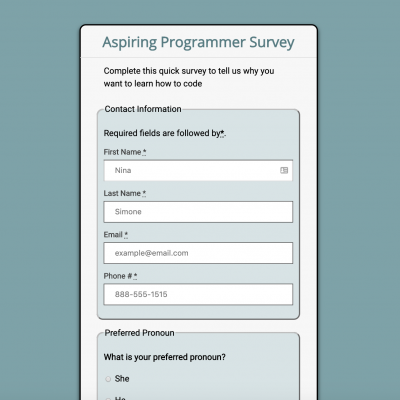 Aspiring Programmer Survey
Complete this quick survey to tell us why you
want to learn how to code
Contact Information
Required fields are followed by*.
First Name *
Nina
Last Name *
Simone
Email *
example@email.com
Phone # *
888-555-1515
Preferred Pronoun
What is your preferred pronoun?
She
He